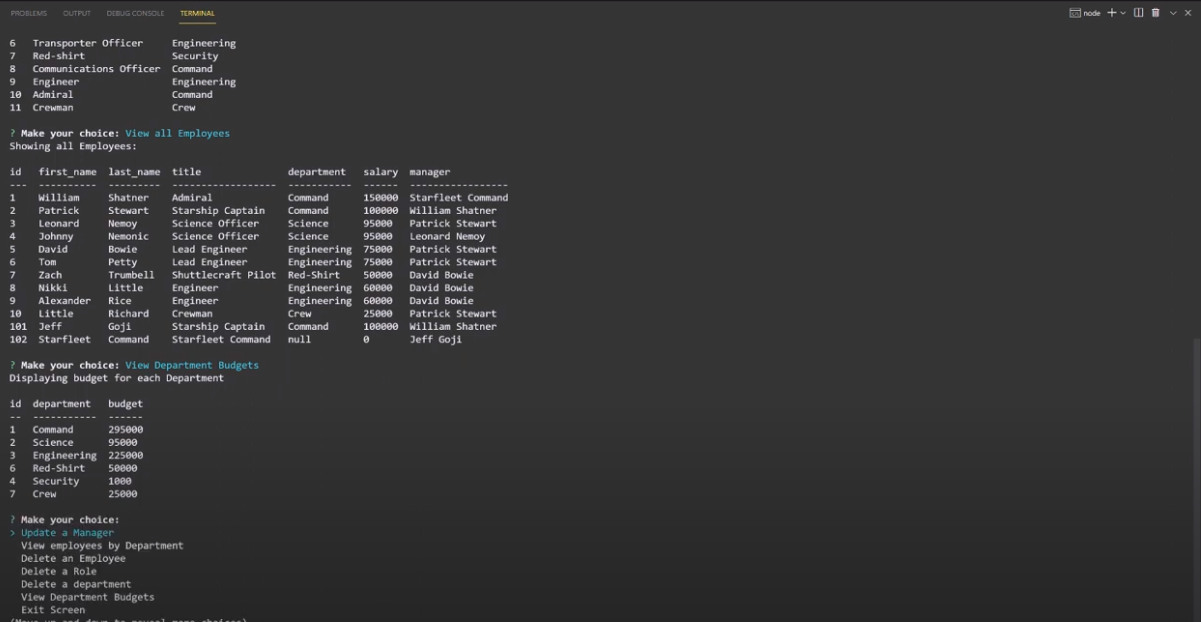 PROBLEMS OUTPUT DEBUG CONSOLE TERMINAL node
6 Transporter Officer Engineering
7 Red-shirt Security
8 Communications Officer Command
9 Engineer Engineering
10 Admiral Command
11 Crewman Crew
? Make your choice: View all Employees
Showing all Employees:
id first_name last_name title department salary manager
--- ---------- --------- ------------------ ----------- ------ -----------------
1 William Shatner Admiral Command 150000 Starfleet Command
2 Patrick Stewart Starship Captain Command 100000 William Shatner
3 Leonard Nemoy Science Officer Science 95000 Patrick Stewart
4 Johnny Nemonic Science Officer Science 95000 Leonard Nemoy
5 David Bowie Lead Engineer Engineering 75000 Patrick Stewart
6 Tom Petty Lead Engineer Engineering 75000 Patrick Stewart
7 Zach Trumbell Shuttlecraft Pilot Red-Shirt 50000 David Bowie
8 Nikki Little Engineer Engineering 60000 David Bowie
9 Alexander Rice Engineer Engineering 60000 David Bowie
10 Little Richard Crewman Crew 25000 Patrick Stewart
101 Jeff Goji Starship Captain Command 100000 William Shatner
102 Starfleet Command Starfleet Command null 0 Jeff Goji
? Make your choice: View Department Budgets
Displaying budget for each Department
id department budget
-- ----------- ------
1 Command 295000
2 Science 95000
3 Engineering 225000
6 Red-Shirt 50000
4 Security 1000
7 Crew 25000
? Make your choice:
> Update a Manager
View employees by Department
Delete an Employee
Delete a Role
Delete a department
View Department Budgets
Exit Screen
(Move up and down to reveal more choices)